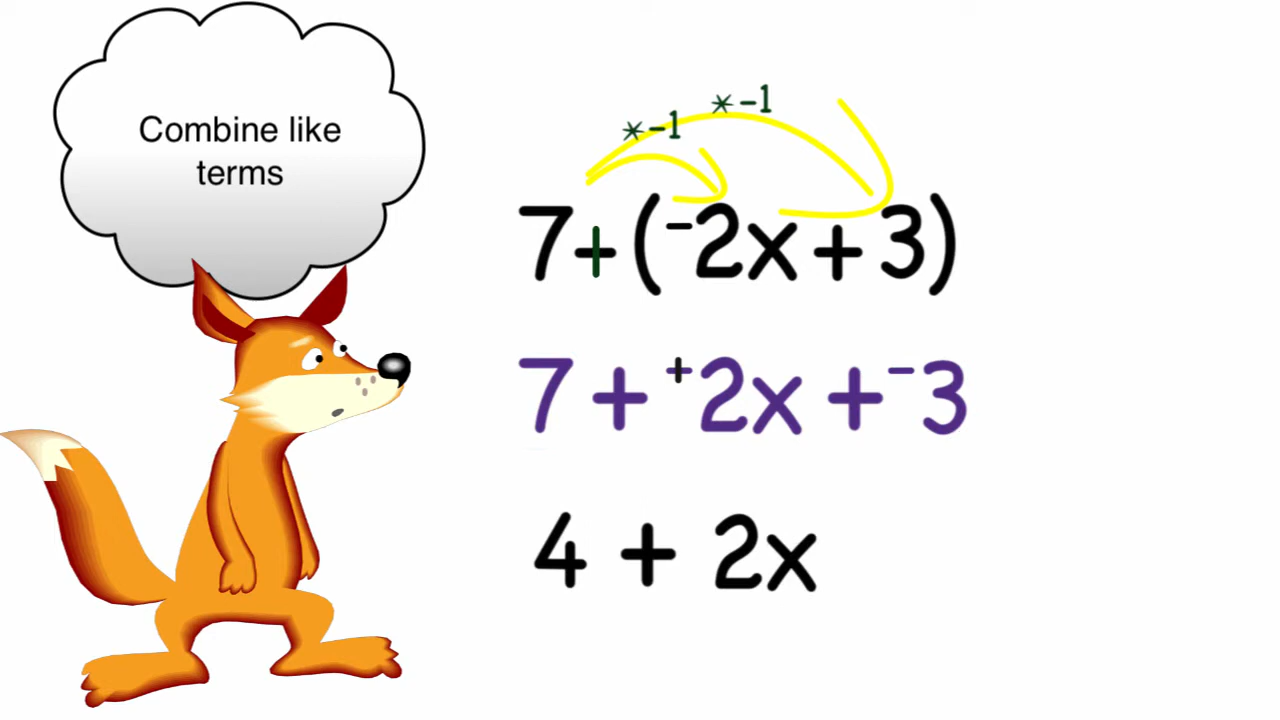 Combine like
terms
*-1
*-1
7+(⁻2x+3)
7 + ⁺2x + ⁻3
4 + 2x